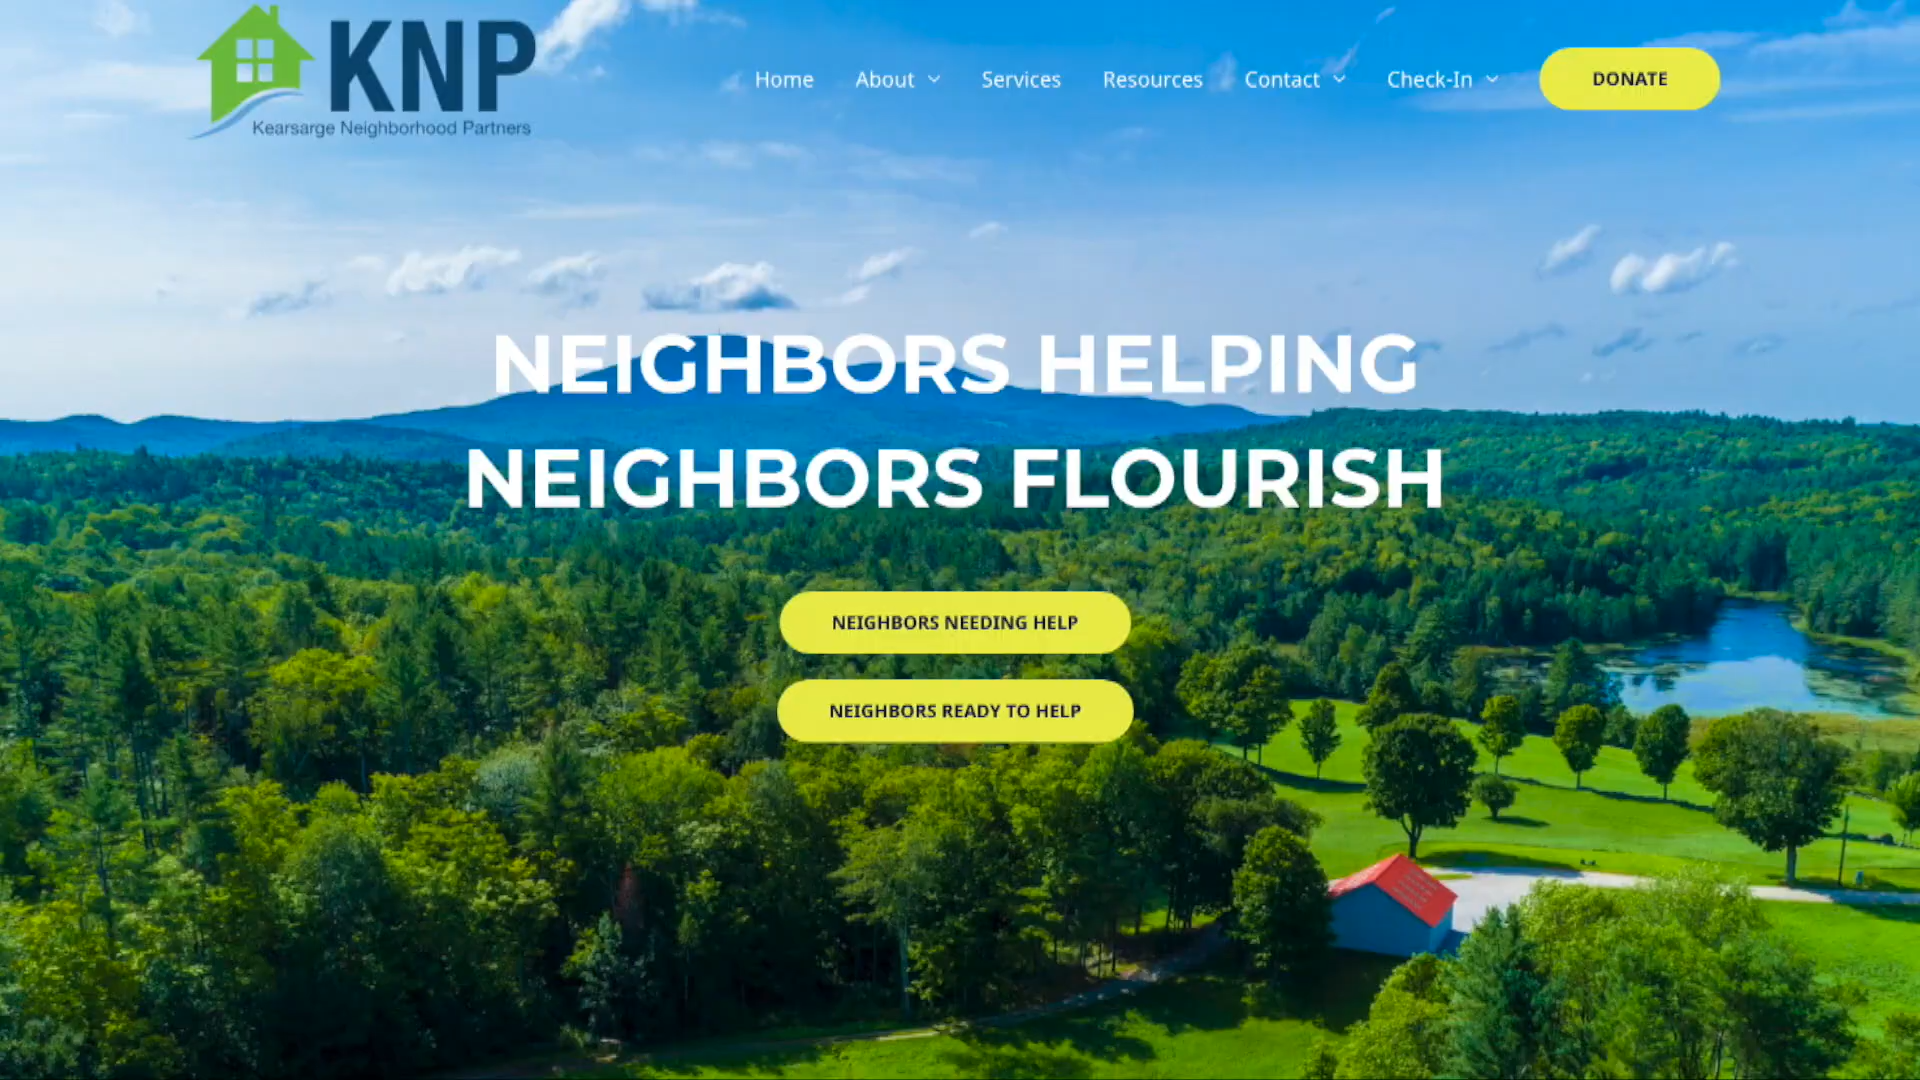 KNP
Kearsarge Neighborhood Partners
Home
About
Services
Resources
Contact
Check-In
DONATE
NEIGHBORS HELPING
NEIGHBORS FLOURISH
NEIGHBORS NEEDING HELP
NEIGHBORS READY TO HELP